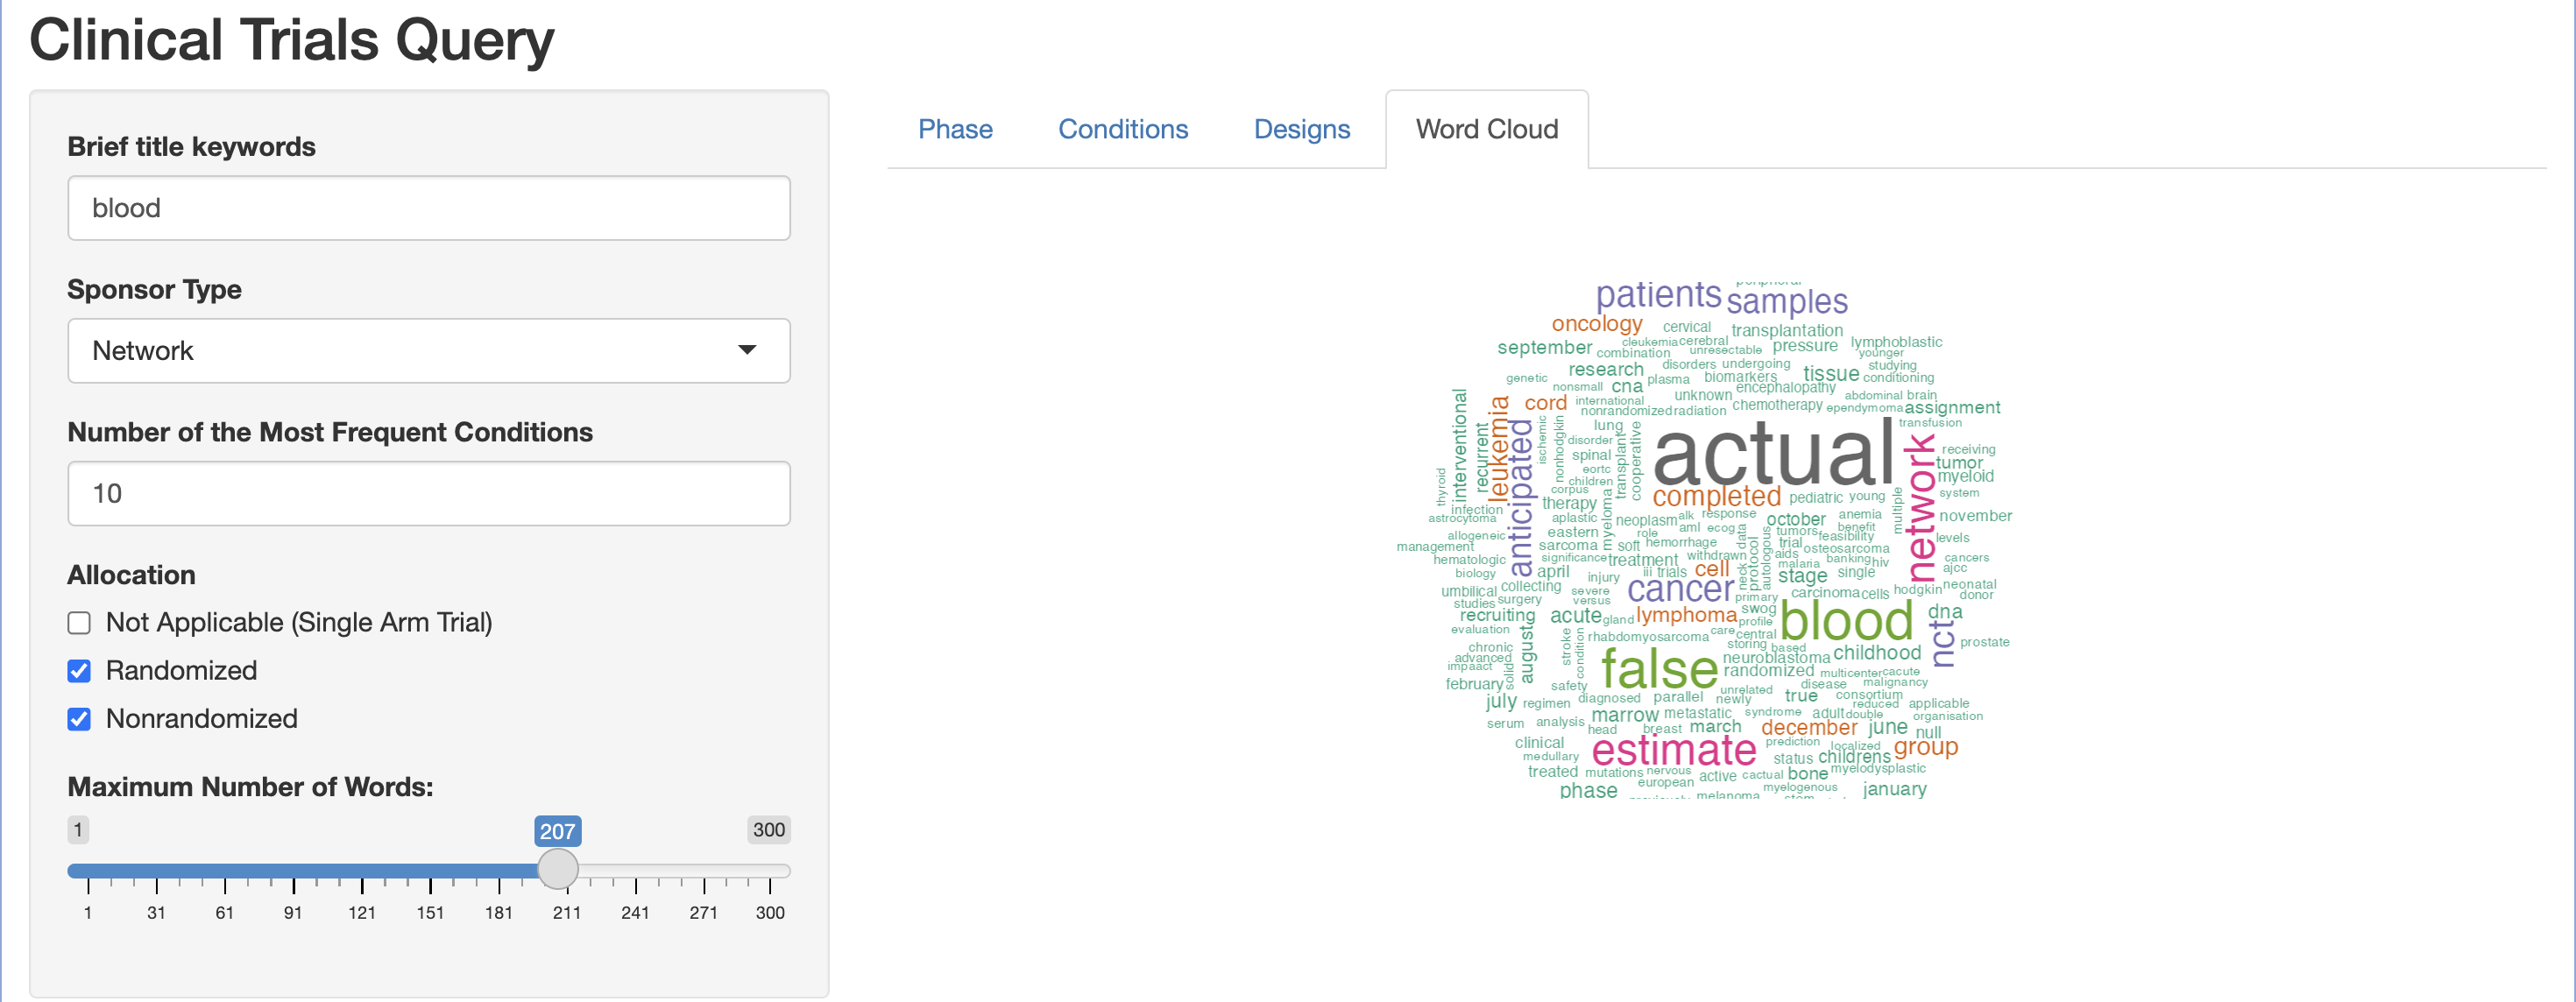 Clinical Trials Query
Brief title keywords
blood
Sponsor Type
Network
Number of the Most Frequent Conditions
10
Allocation
Not Applicable (Single Arm Trial)
Randomized
Nonrandomized
Maximum Number of Words:
1 207 300
1 31 61 91 121 151 181 211 241 271 300
Phase Conditions Designs Word Cloud
patients samples
oncology cervical transplantation
september cleukemia cerebral pressure lymphoblastic
combination unresectable younger
research disorders undergoing tissue studying
genetic nonsmall cna plasma biomarkers conditioning
unknown encephalopathy abdominal brain
cord international chemotherapy ependymoma assignment
nonrandomized radiation
interventional recurrent leukemia anticipated ischemic nonhodgkin lung transplant cooperative actual transfusion
disorder network receiving
spinal tumor
thyroid eortc myeloid
children
corpus completed pediatric young multiple system
infection therapy myeloma
astrocytoma aplastic neoplasm alk response october anemia november
allogeneic eastern role aml ecog data tumors benefit feasibility levels
management sarcoma soft hemorrhage protocol autologous trial osteosarcoma
hematologic significance treatment withdrawn aids banking hiv cancers
malaria
biology april injury iii trials cell neck stage single ajcc
umbilical collecting severe cancer primary carcinoma cells hodgkin neonatal
studies surgery versus donor
recruiting acute gland lymphoma swog blood dna
evaluation profile
august stroke condition rhabdomyosarcoma care central nct prostate
chronic storing based
advanced false neuroblastoma childhood
impaact solid randomized multicenter cacute
february safety disease malignancy
july regimen diagnosed parallel unrelated newly true consortium
reduced applicable
serum analysis marrow metastatic syndrome adult double organisation
head breast march december june null
clinical estimate prediction localized group
medullary status childrens
treated mutations nervous active cactual bone myelodysplastic
european
phase melanoma myelogenous january